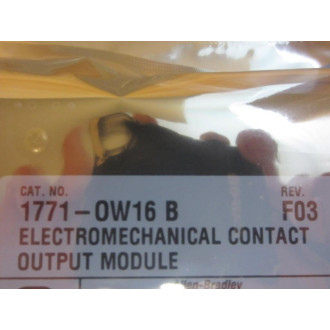 CAT. NO.
REV.
1771-OW16 B
F03
ELECTROMECHANICAL CONTACT
OUTPUT MODULE
Allen-Bradley